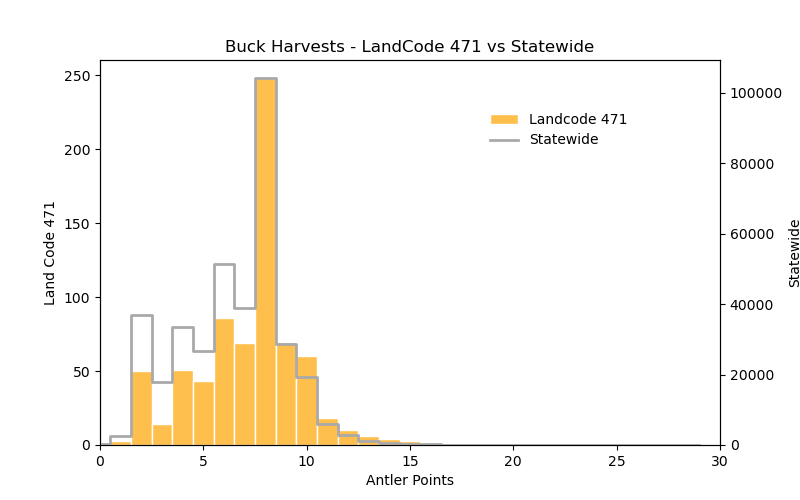 Buck Harvests - LandCode 471 vs Statewide
Land Code 471
250
200
150
100
50
0
Landcode 471
Statewide
100000
80000
60000
40000
20000
0
Statewide
0 5 10 15 20 25 30
Antler Points